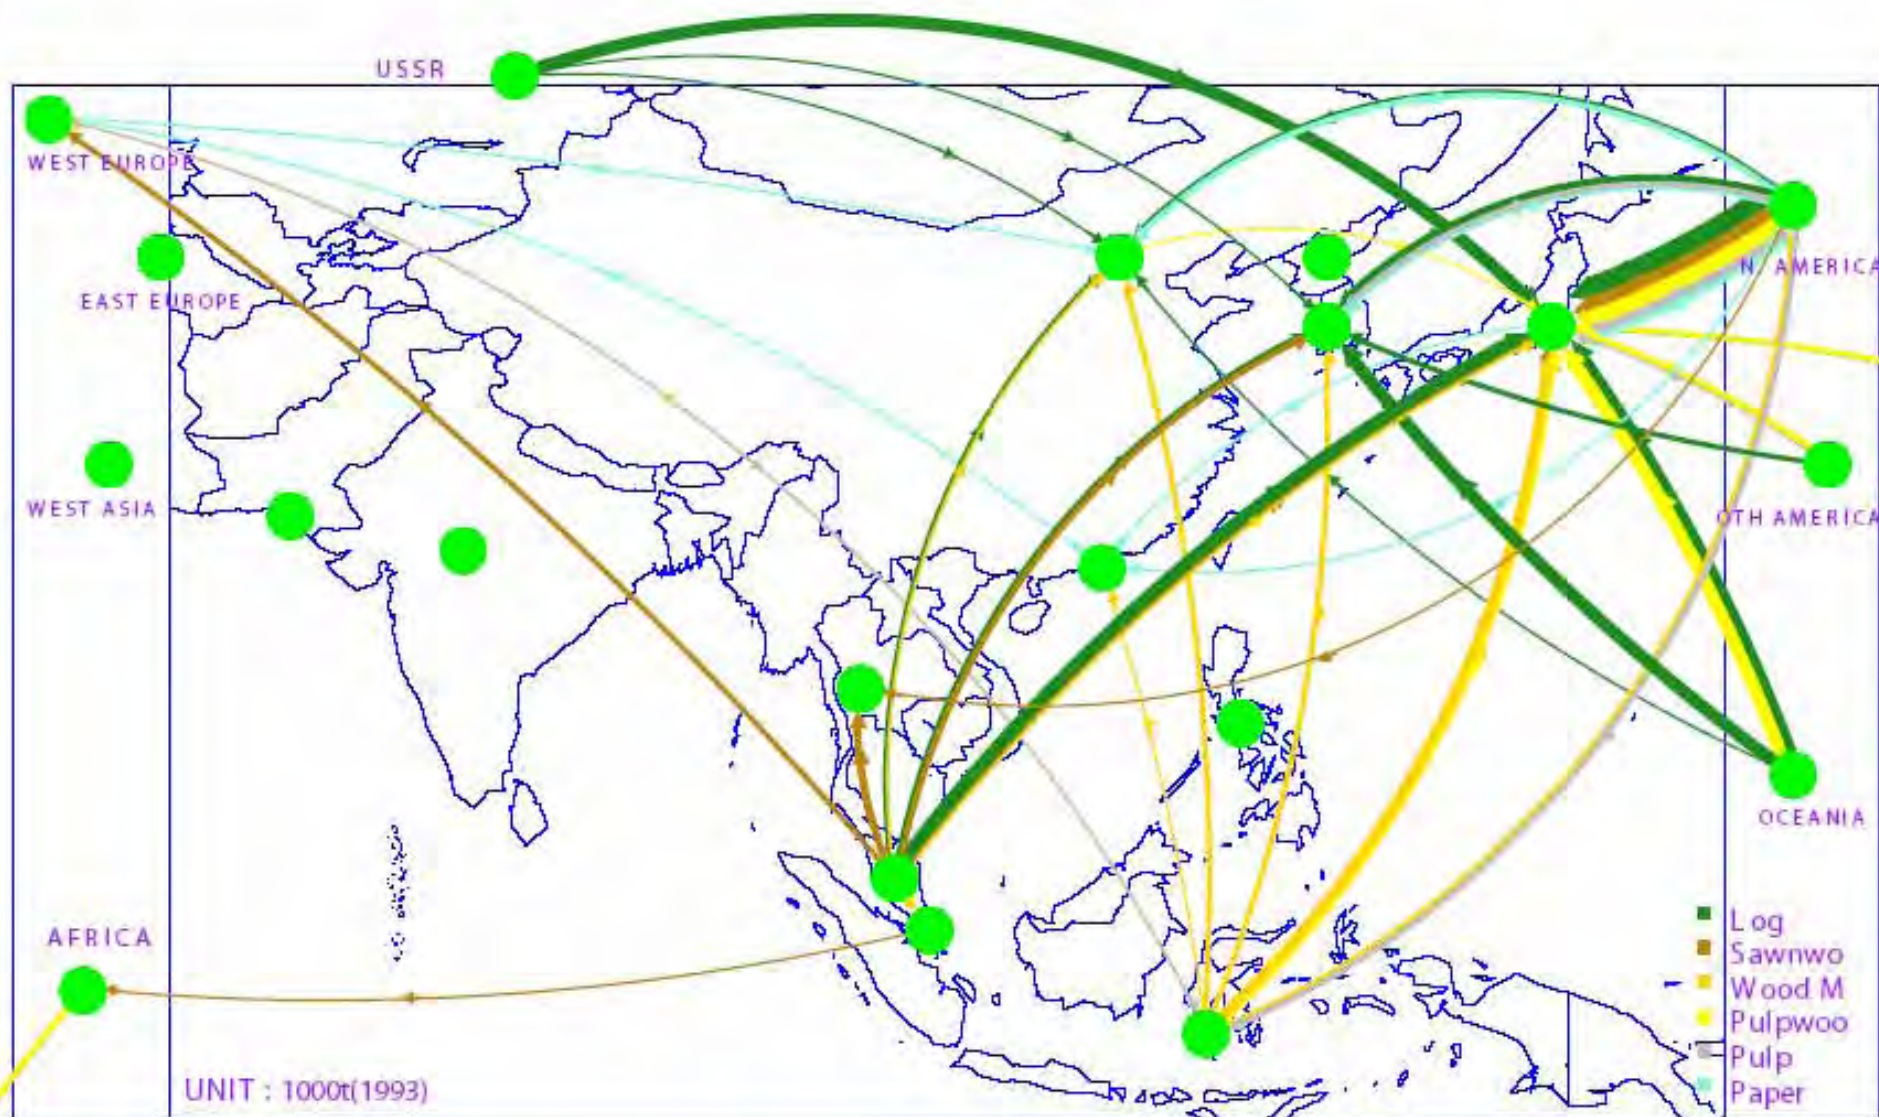 USSR
WEST EUROPE
N. AMERICA
EAST EUROPE
WEST ASIA
OTH AMERICA
OCEANIA
AFRICA
Log
Sawnwo
Wood M
Pulpwoo
Pulp
Paper
UNIT : 1000t(1993)